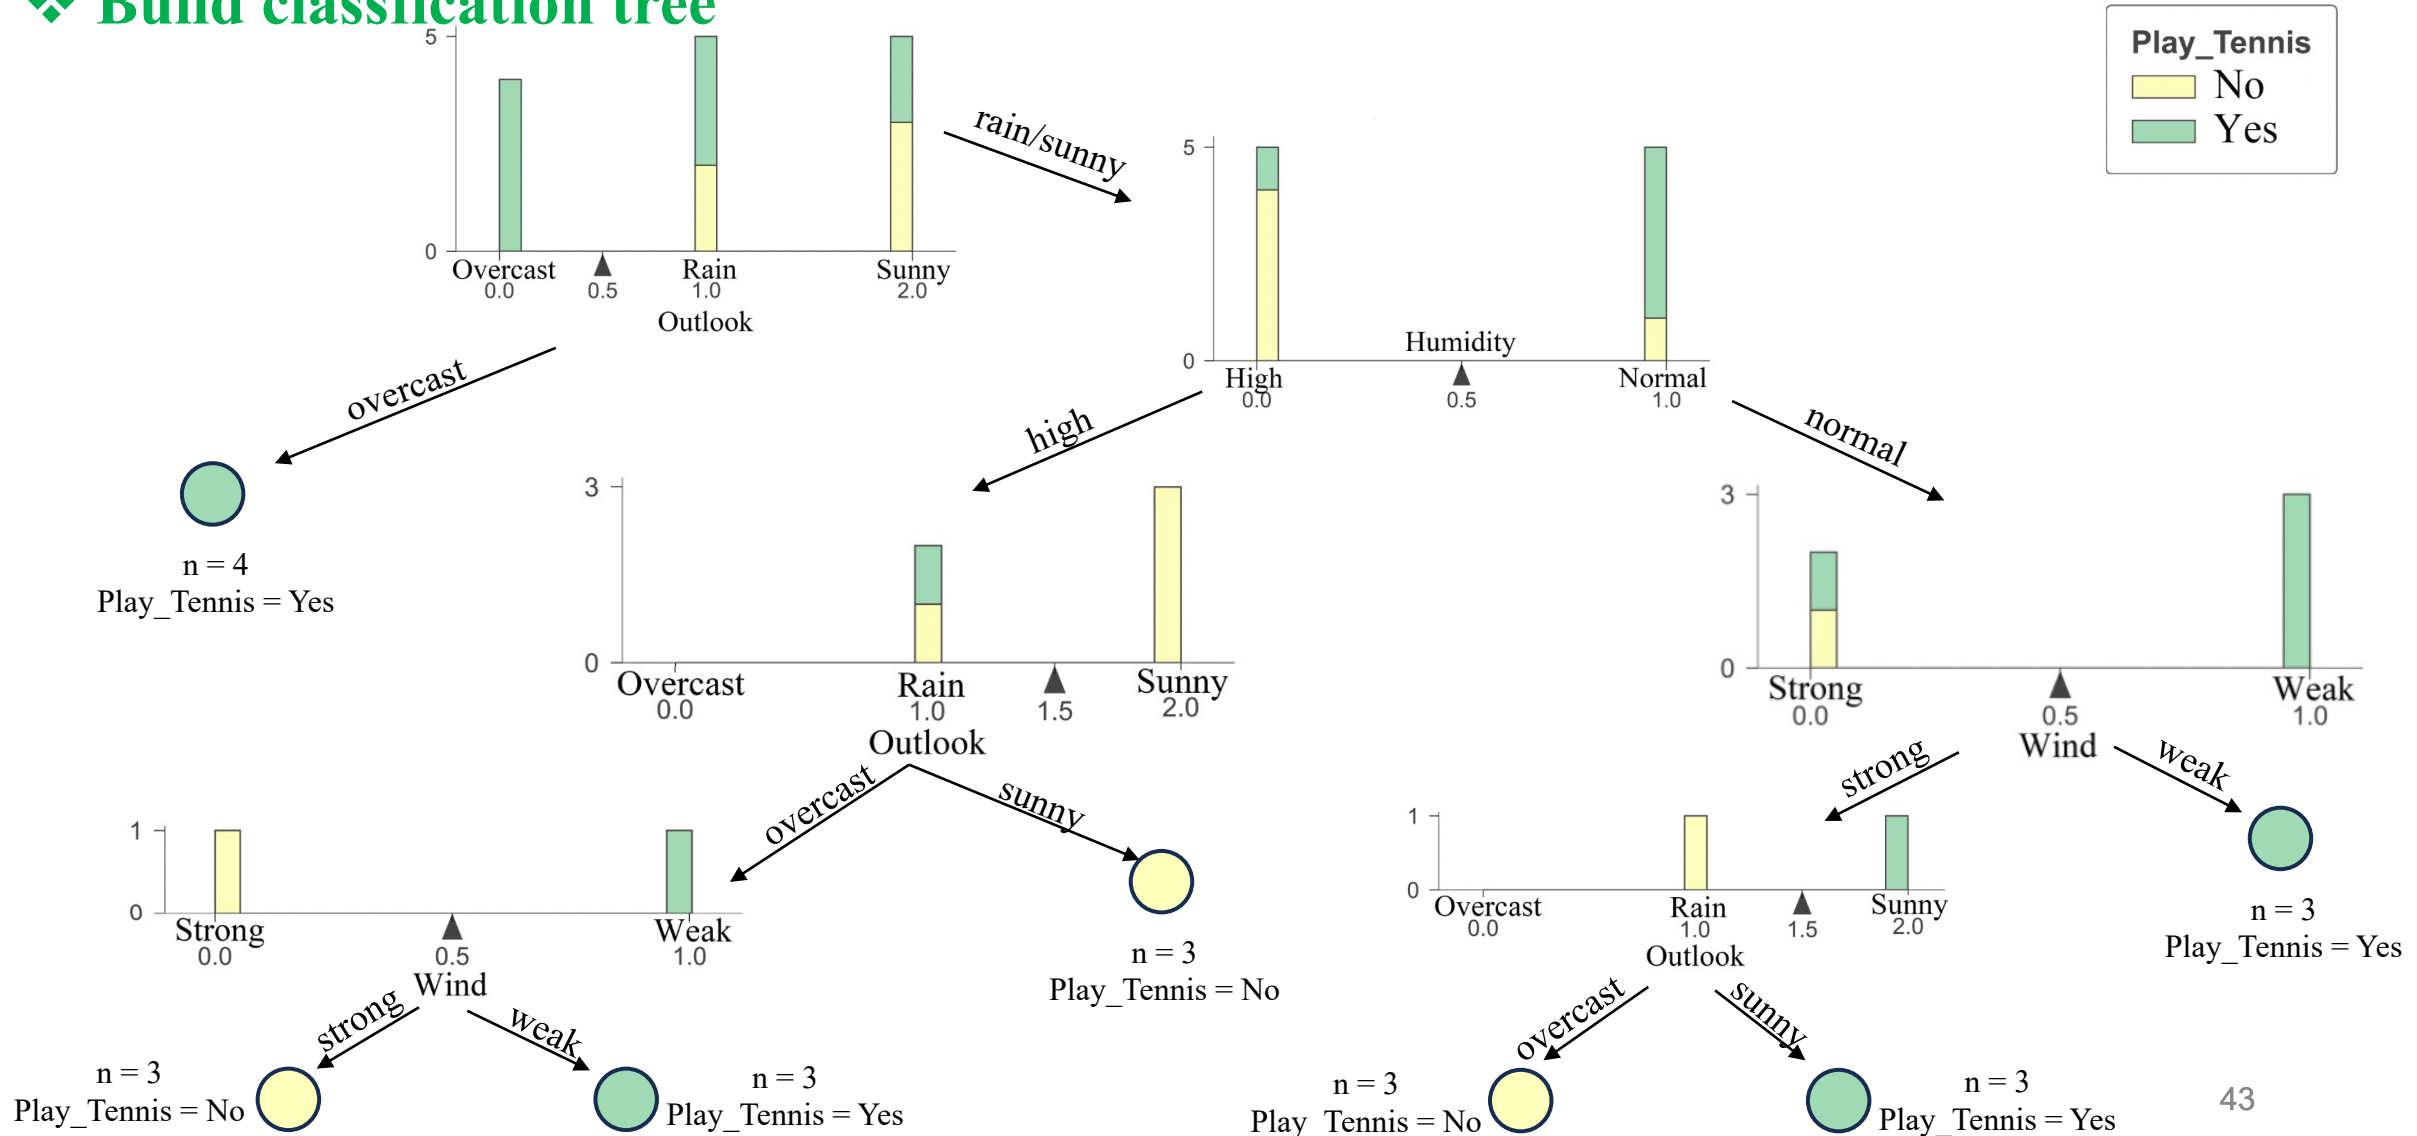 ❖ Build classification tree
Play_Tennis
No
Yes
5
0
Overcast Rain Sunny
0.0 0.5 1.0 2.0
Outlook
rain/sunny
overcast
n = 4
Play_Tennis = Yes
5
0
Humidity
High Normal
0.0 0.5 1.0
high
normal
3
0
Overcast Rain Sunny
0.0 1.0 1.5 2.0
Outlook
overcast
sunny
n = 3
Play_Tennis = No
3
0
Strong Weak
0.0 0.5 1.0
Wind
strong
weak
n = 3
Play_Tennis = Yes
1
0
Strong Weak
0.0 0.5 1.0
Wind
strong
weak
n = 3
Play_Tennis = No
n = 3
Play_Tennis = Yes
1
0
Overcast Rain Sunny
0.0 1.0 1.5 2.0
Outlook
overcast
sunny
n = 3
Play_Tennis = No
n = 3
Play_Tennis = Yes
43